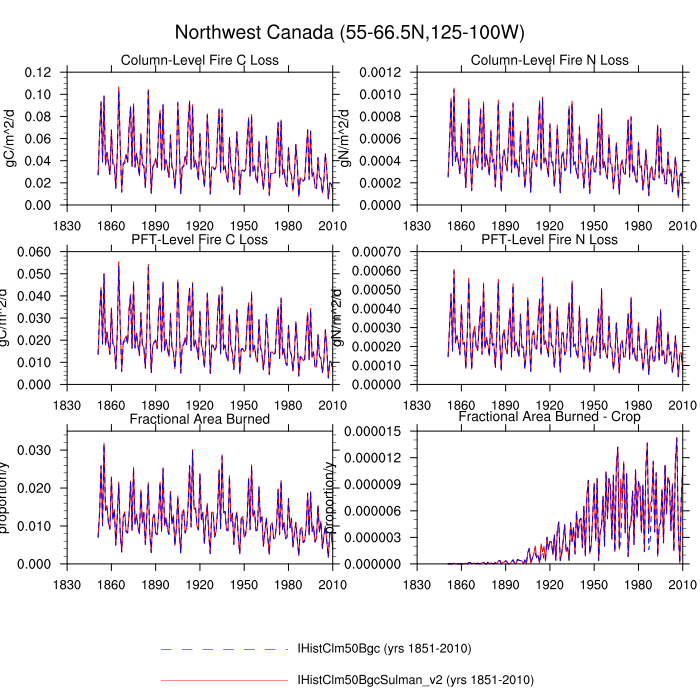 Northwest Canada (55-66.5N,125-100W)
Column-Level Fire C Loss
Column-Level Fire N Loss
gC/m^2/d
0.12
0.10
0.08
0.06
0.04
0.02
0.00
1830 1860 1890 1920 1950 1980 2010
gN/m^2/d
0.0012
0.0010
0.0008
0.0006
0.0004
0.0002
0.0000
1830 1860 1890 1920 1950 1980 2010
PFT-Level Fire C Loss
PFT-Level Fire N Loss
gC/m^2/d
0.060
0.050
0.040
0.030
0.020
0.010
0.000
1830 1860 1890 1920 1950 1980 2010
gN/m^2/d
0.00070
0.00060
0.00050
0.00040
0.00030
0.00020
0.00010
0.00000
1830 1860 1890 1920 1950 1980 2010
Fractional Area Burned
Fractional Area Burned - Crop
proportion/y
0.030
0.020
0.010
0.000
1830 1860 1890 1920 1950 1980 2010
proportion/y
0.000015
0.000012
0.000009
0.000006
0.000003
0.000000
1830 1860 1890 1920 1950 1980 2010
IHistClm50Bgc (yrs 1851-2010)
IHistClm50BgcSulman_v2 (yrs 1851-2010)